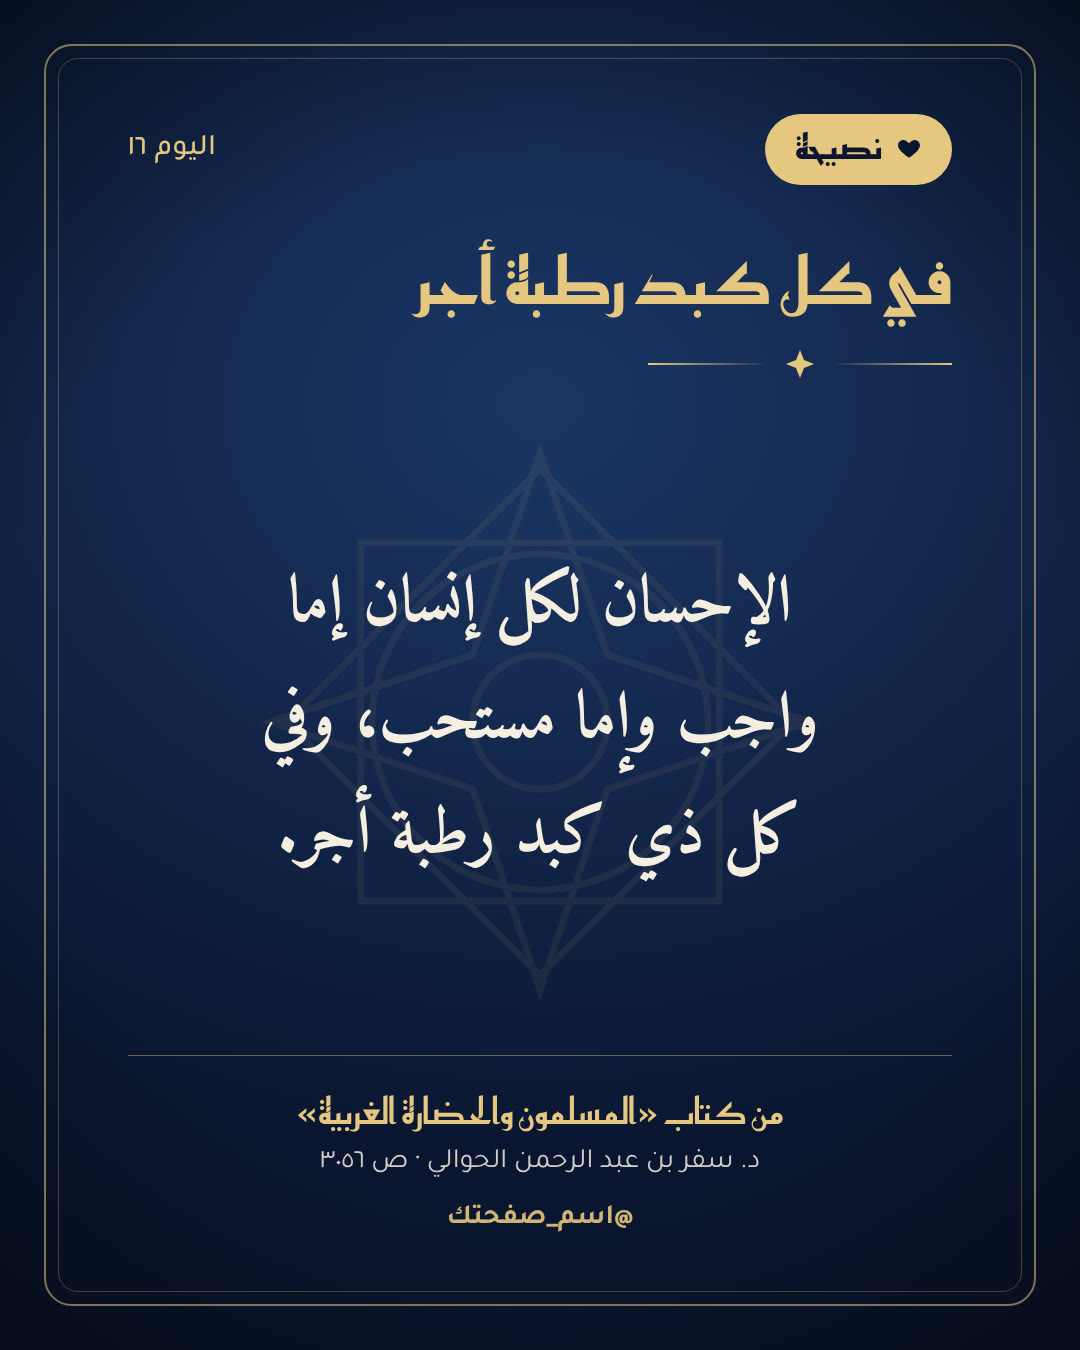 نصيحة
اليوم ١٦
في كل كبد رطبة أجر
الإحسان لكل إنسان إما
واجب وإما مستحب، وفي
كل ذي كبد رطبة أجر.
من كتاب «المسلمون والحضارة الغربية»
د. سفر بن عبد الرحمن الحوالي · ص ٣٠٥٦
@اسم_صفحتك